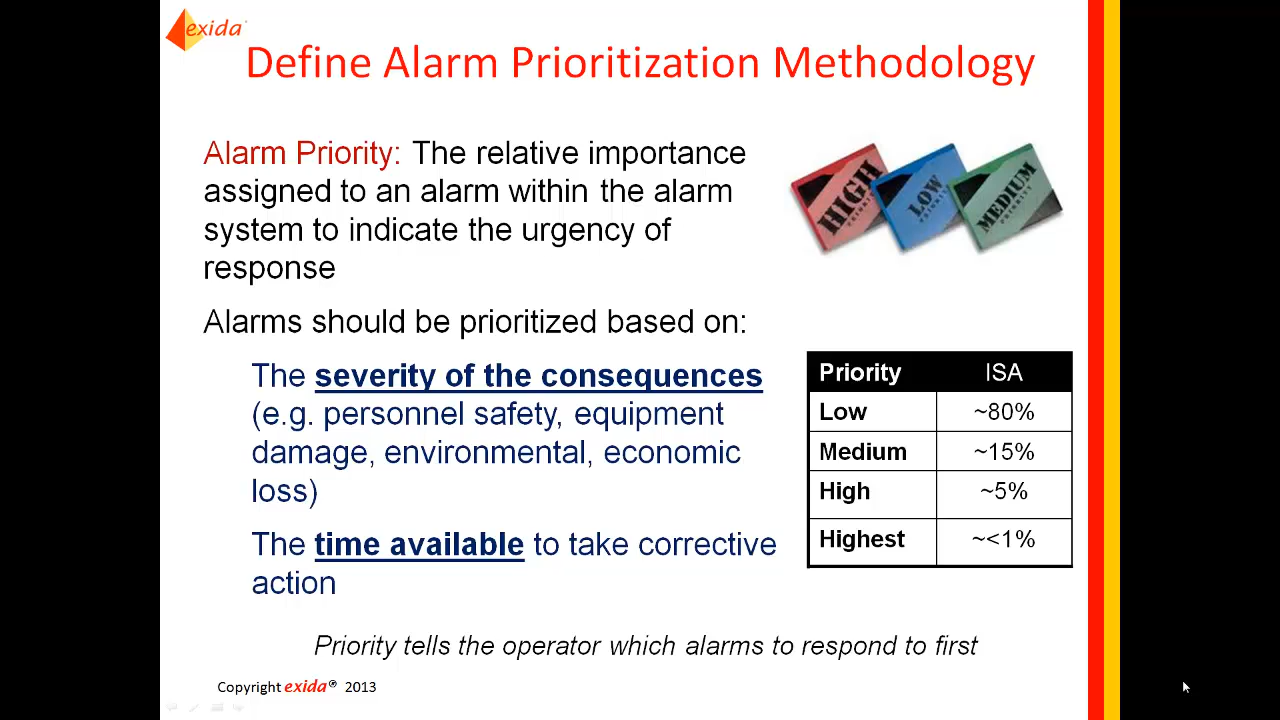 exida
Define Alarm Prioritization Methodology
Alarm Priority: The relative importance
assigned to an alarm within the alarm
system to indicate the urgency of
response
HIGH
PRIORITY
LOW
PRIORITY
MEDIUM
PRIORITY
Alarms should be prioritized based on:
The severity of the consequences
(e.g. personnel safety, equipment
damage, environmental, economic
loss)
The time available to take corrective
action
Priority ISA
Low ~80%
Medium ~15%
High ~5%
Highest ~<1%
Priority tells the operator which alarms to respond to first
Copyright exida® 2013